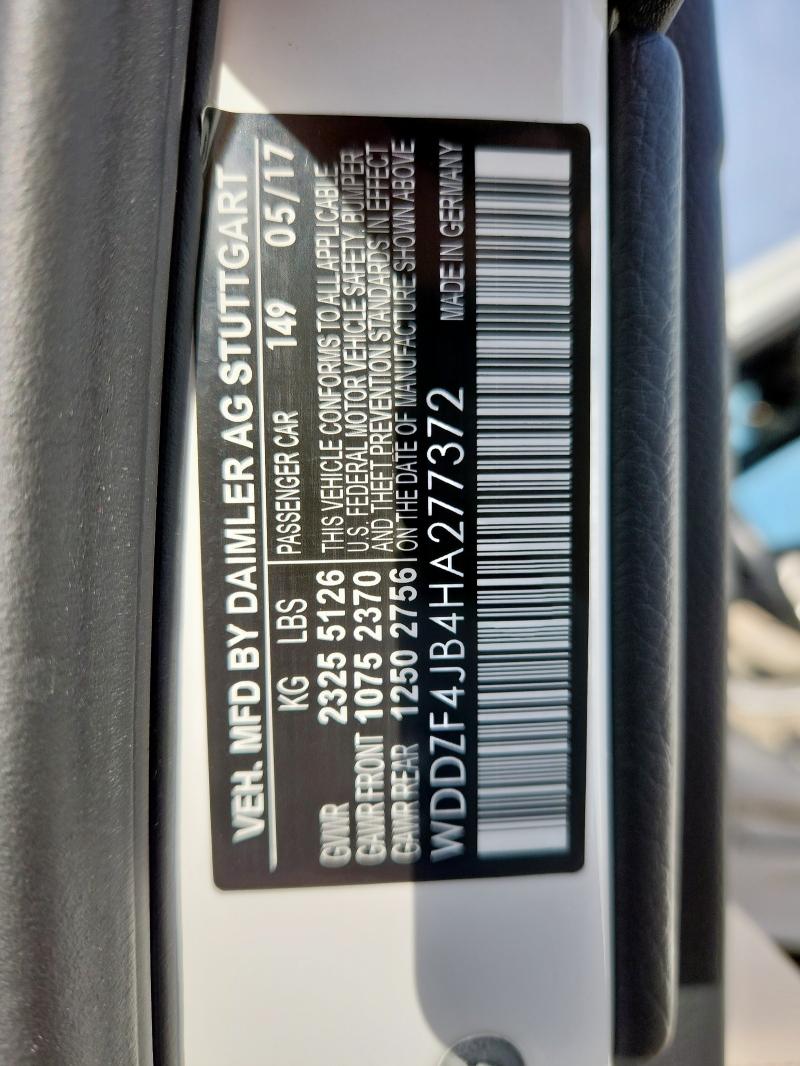 VEH. MFD BY DAIMLER AG STUTTGART
KG LBS PASSENGER CAR 149 05/17
GVWR 2325 5126 THIS VEHICLE CONFORMS TO ALL APPLICABLE
GAWR FRONT 1075 2370 U.S. FEDERAL MOTOR VEHICLE SAFETY, BUMPER,
AND THEFT PREVENTION STANDARDS IN EFFECT
GAWR REAR 1250 2756 ON THE DATE OF MANUFACTURE SHOWN ABOVE
WDDZF4JB4HA277372 MADE IN GERMANY